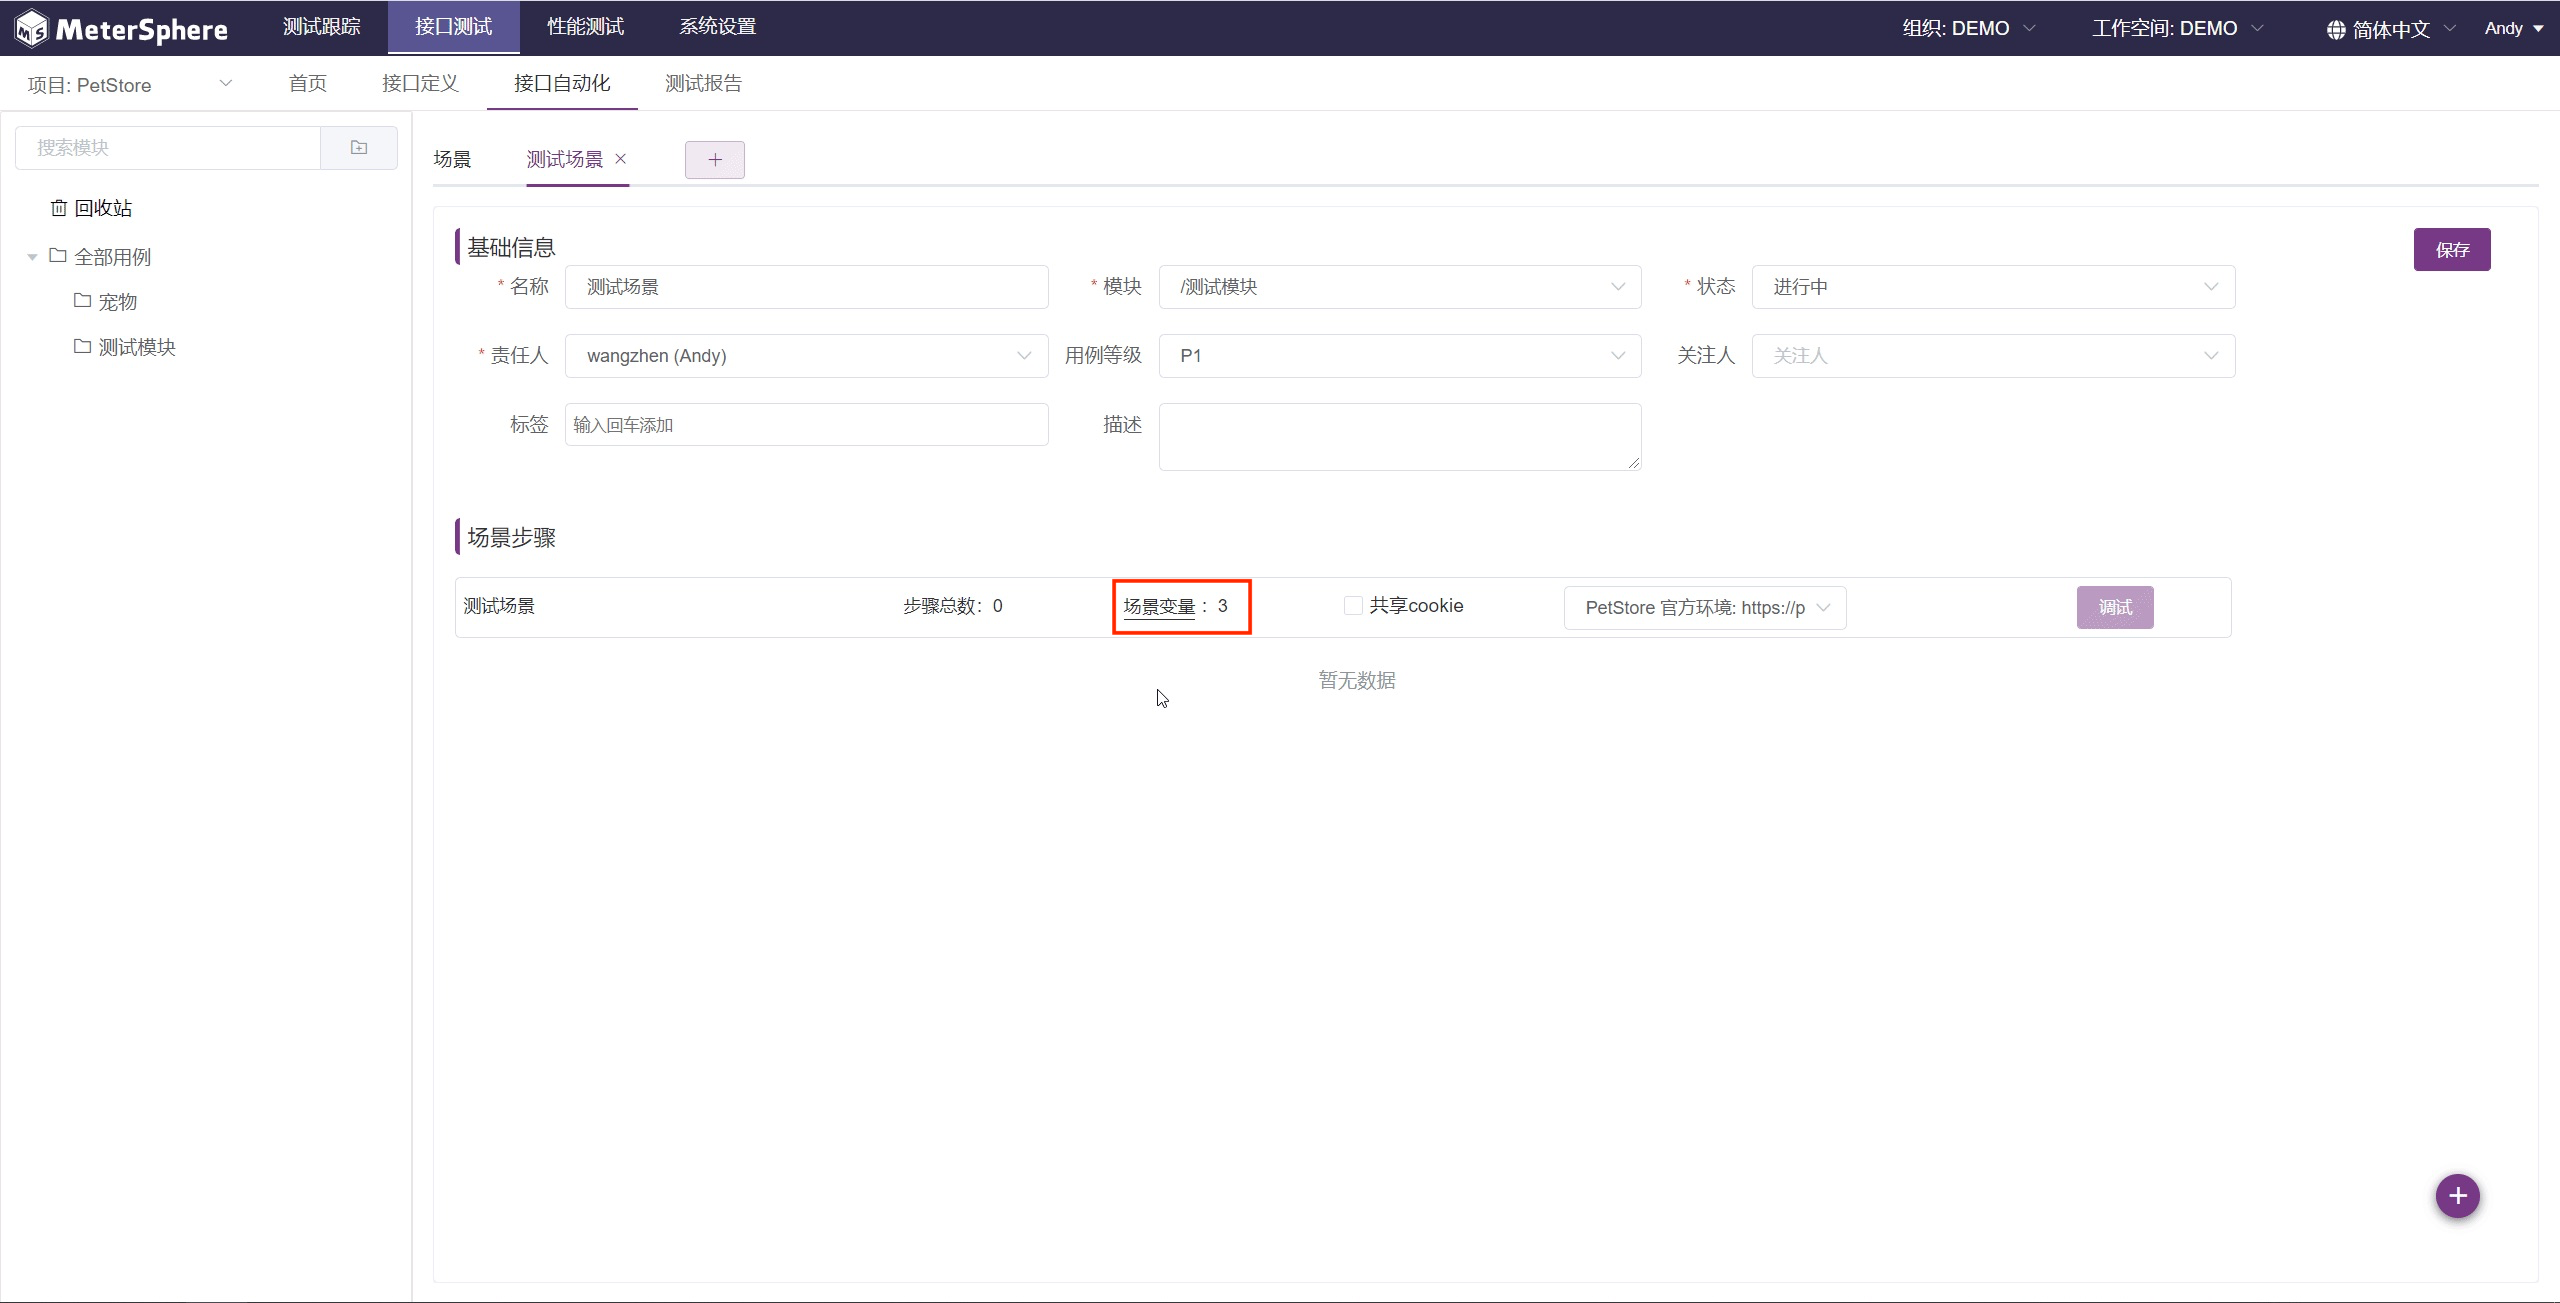 MeterSphere 测试跟踪 接口测试 性能测试 系统设置 组织: DEMO 工作空间: DEMO 简体中文 Andy
项目: PetStore 首页 接口定义 接口自动化 测试报告
搜索模块
回收站
全部用例
宠物
测试模块
场景 测试场景
基础信息 保存
* 名称 测试场景 * 模块 /测试模块 * 状态 进行中
* 责任人 wangzhen (Andy) 用例等级 P1 关注人 关注人
标签 输入回车添加 描述
场景步骤
测试场景 步骤总数：0 场景变量 : 3 共享cookie PetStore 官方环境: https://p 调试
暂无数据